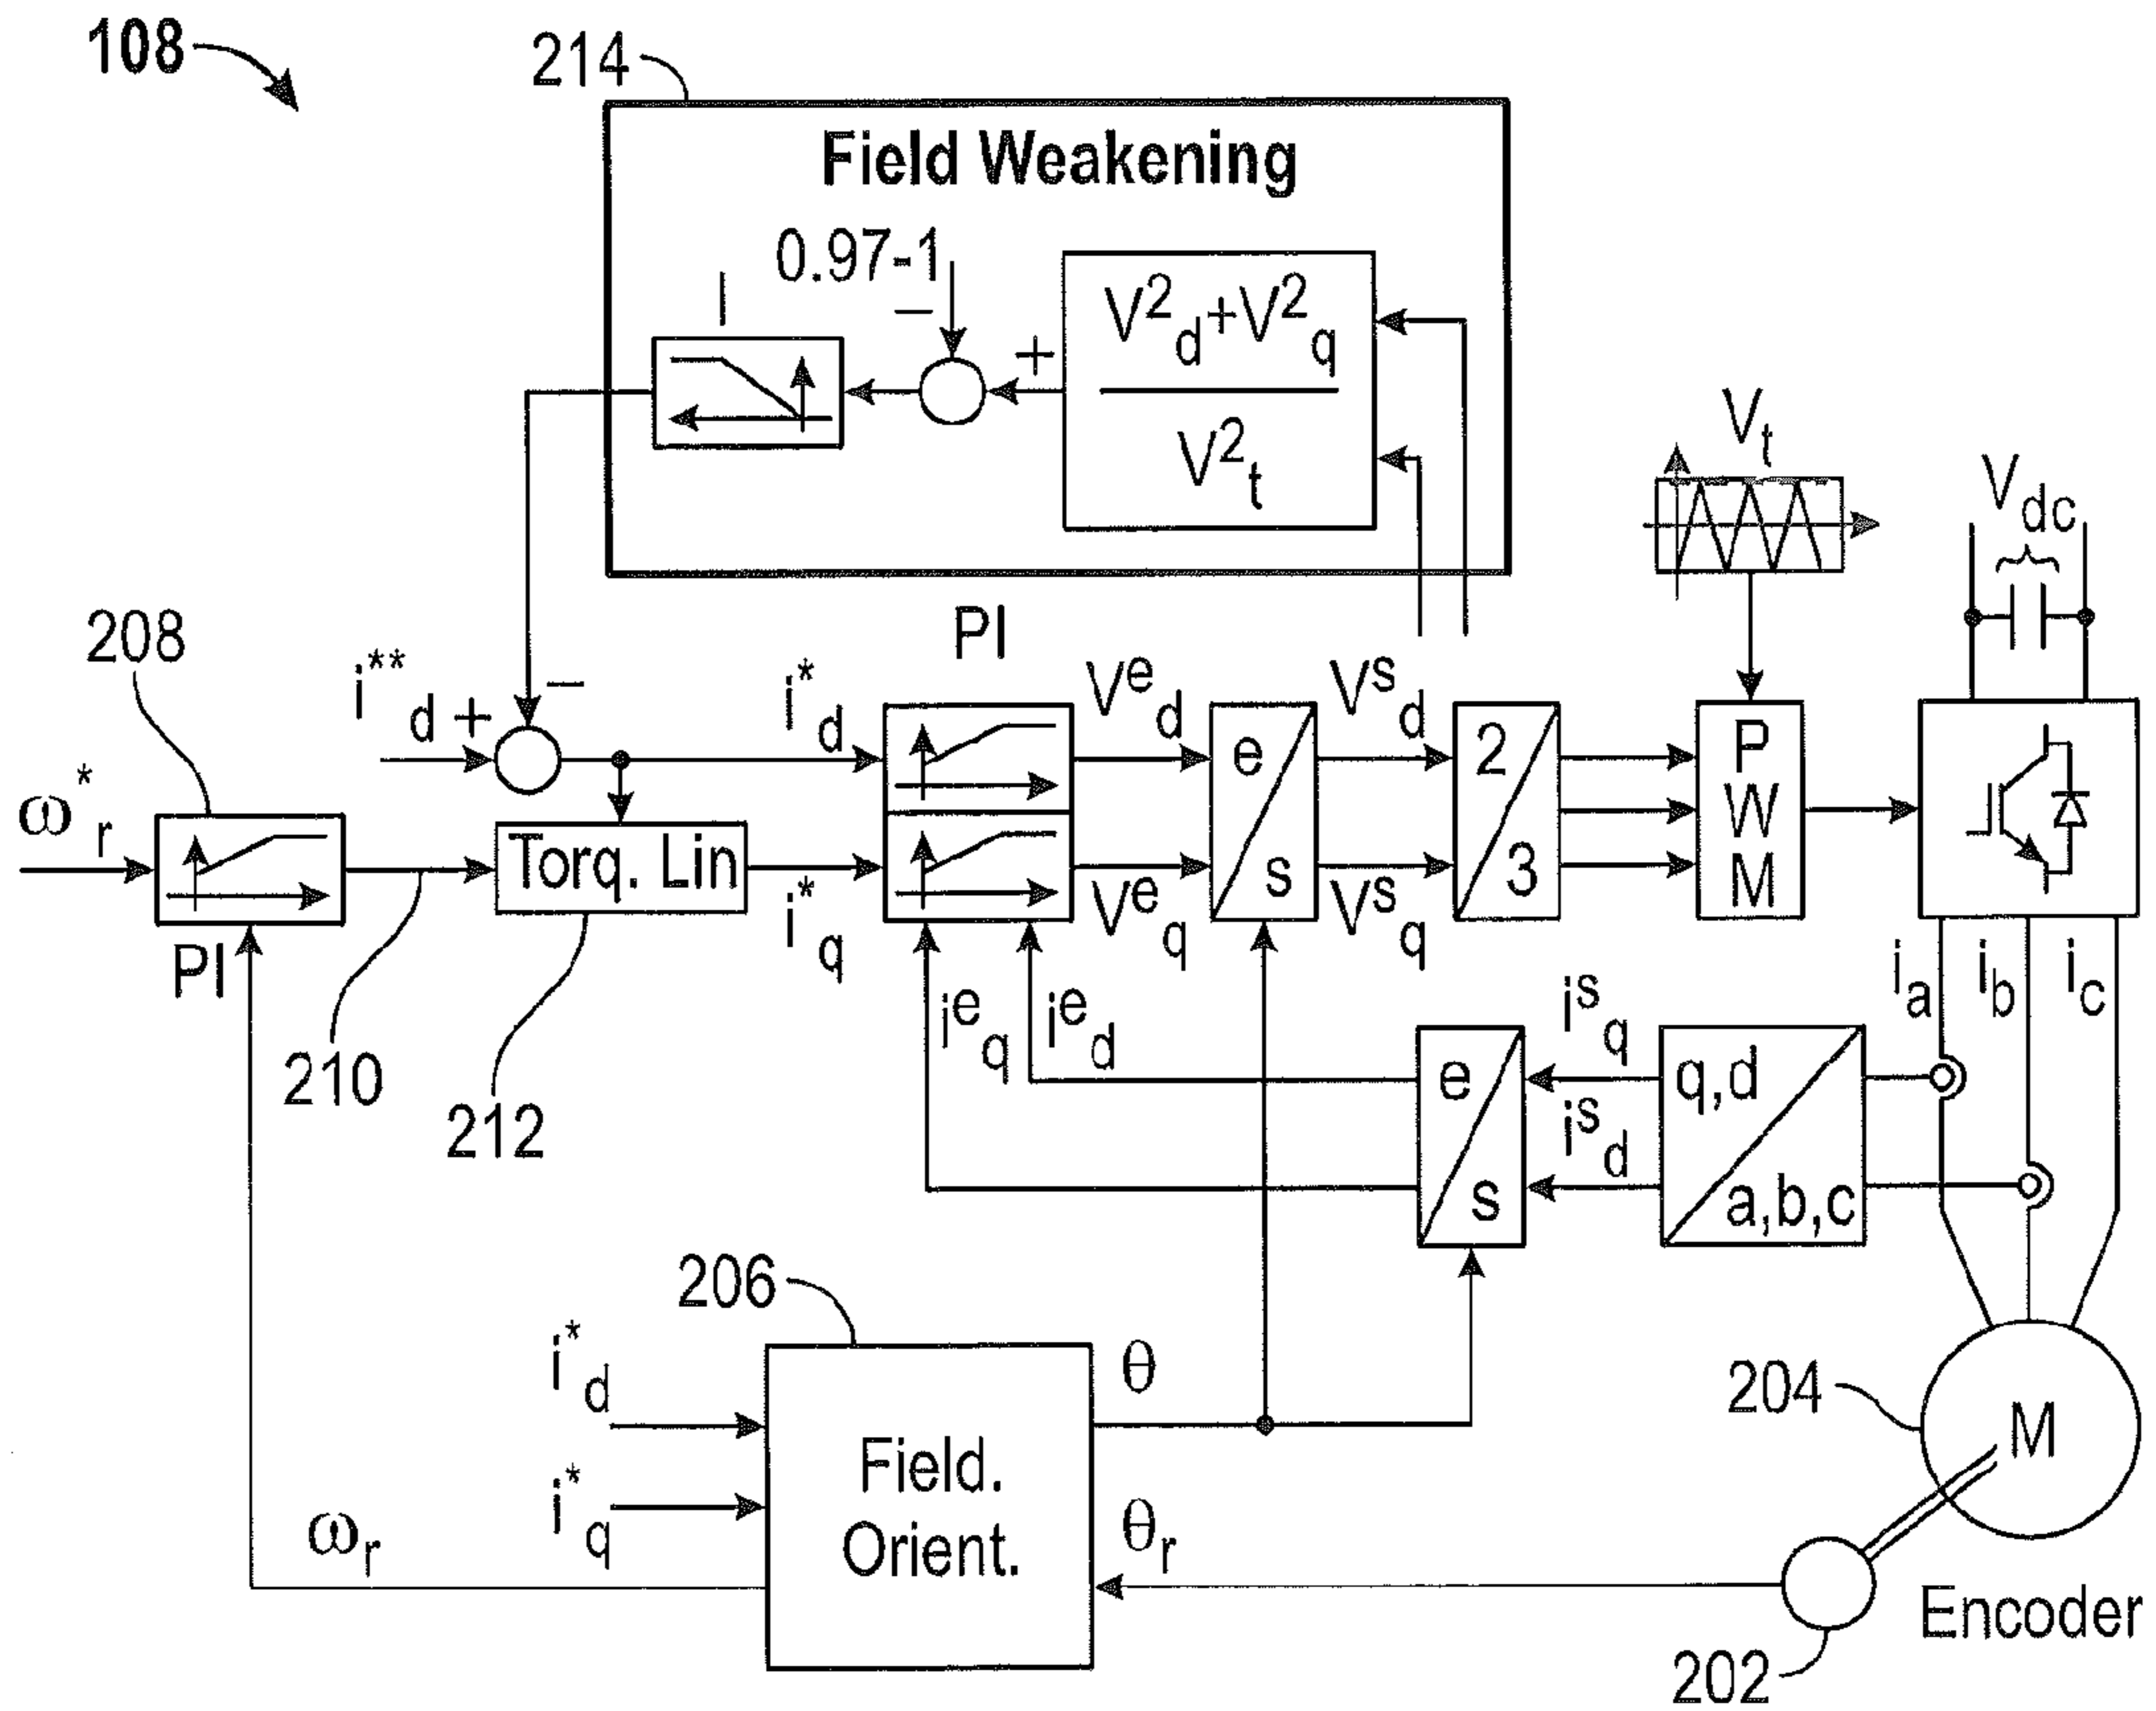 108
214
Field Weakening
0.97-1
I
−
+
V²d+V²q
V²t
Vt
Vdc
208
PI
i**d
+
−
i*d
Ved
Vsd
ω*r
e
s
2
3
P
W
M
Torq. Lin
i*q
Veq
Vsq
PI
ia
ib
ic
210
212
ieq
ied
e
s
isq
isd
q,d
a,b,c
206
i*d
i*q
θ
Field.
Orient.
θr
ωr
204
M
Encoder
202